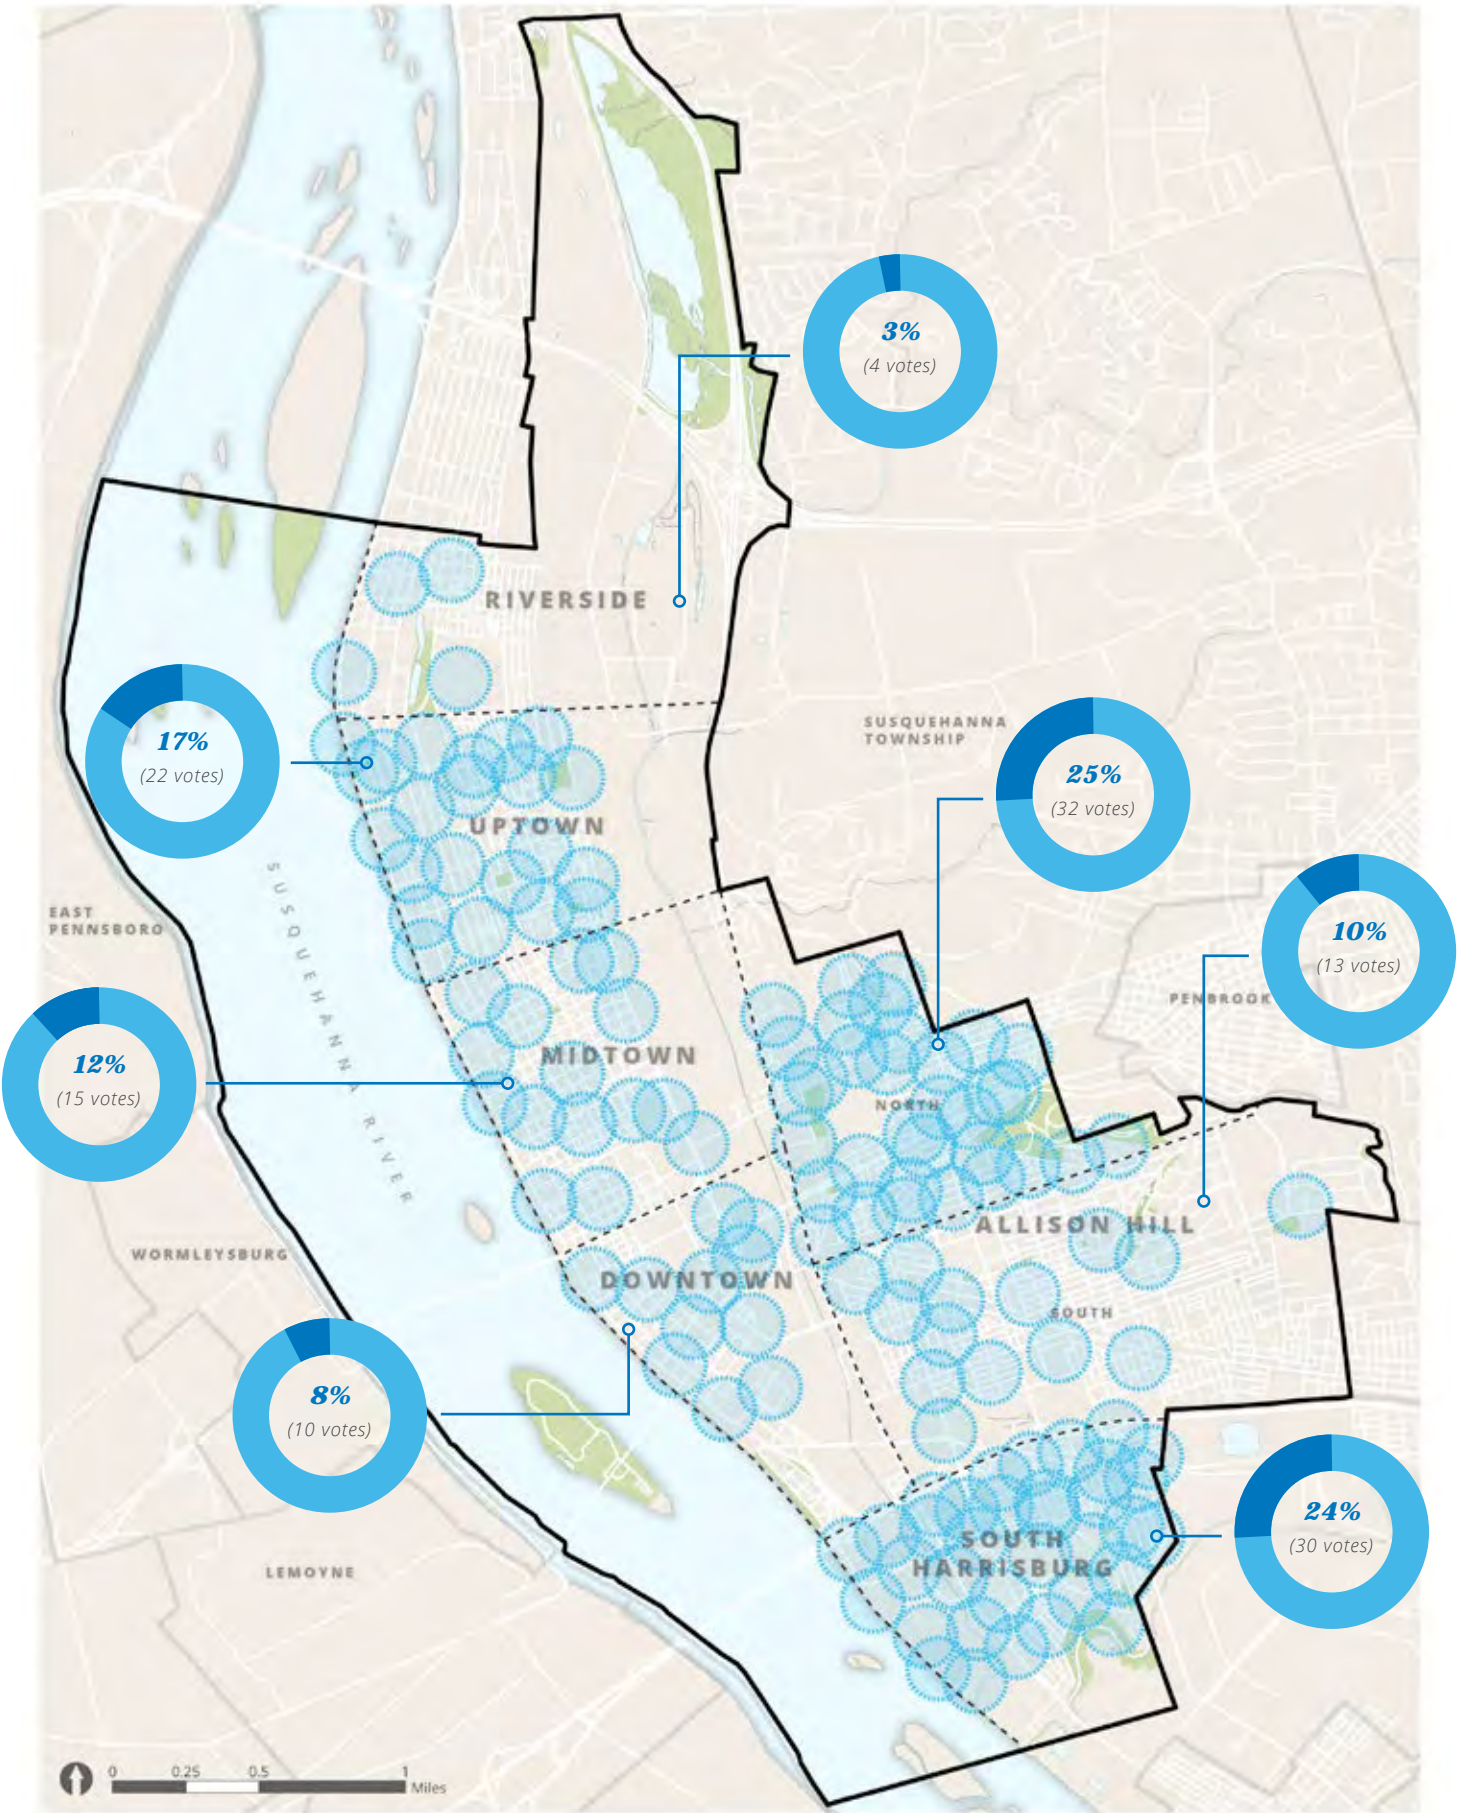 3%
(4 votes)
RIVERSIDE
17%
(22 votes)
SUSQUEHANNA
TOWNSHIP
25%
(32 votes)
UPTOWN
EAST
PENNSBORO
SUSQUEHANNA RIVER
10%
(13 votes)
PENBROOK
12%
(15 votes)
MIDTOWN
NORTH
ALLISON HILL
WORMLEYSBURG
DOWNTOWN
SOUTH
8%
(10 votes)
24%
(30 votes)
SOUTH
HARRISBURG
LEMOYNE
0 0.25 0.5 1
Miles